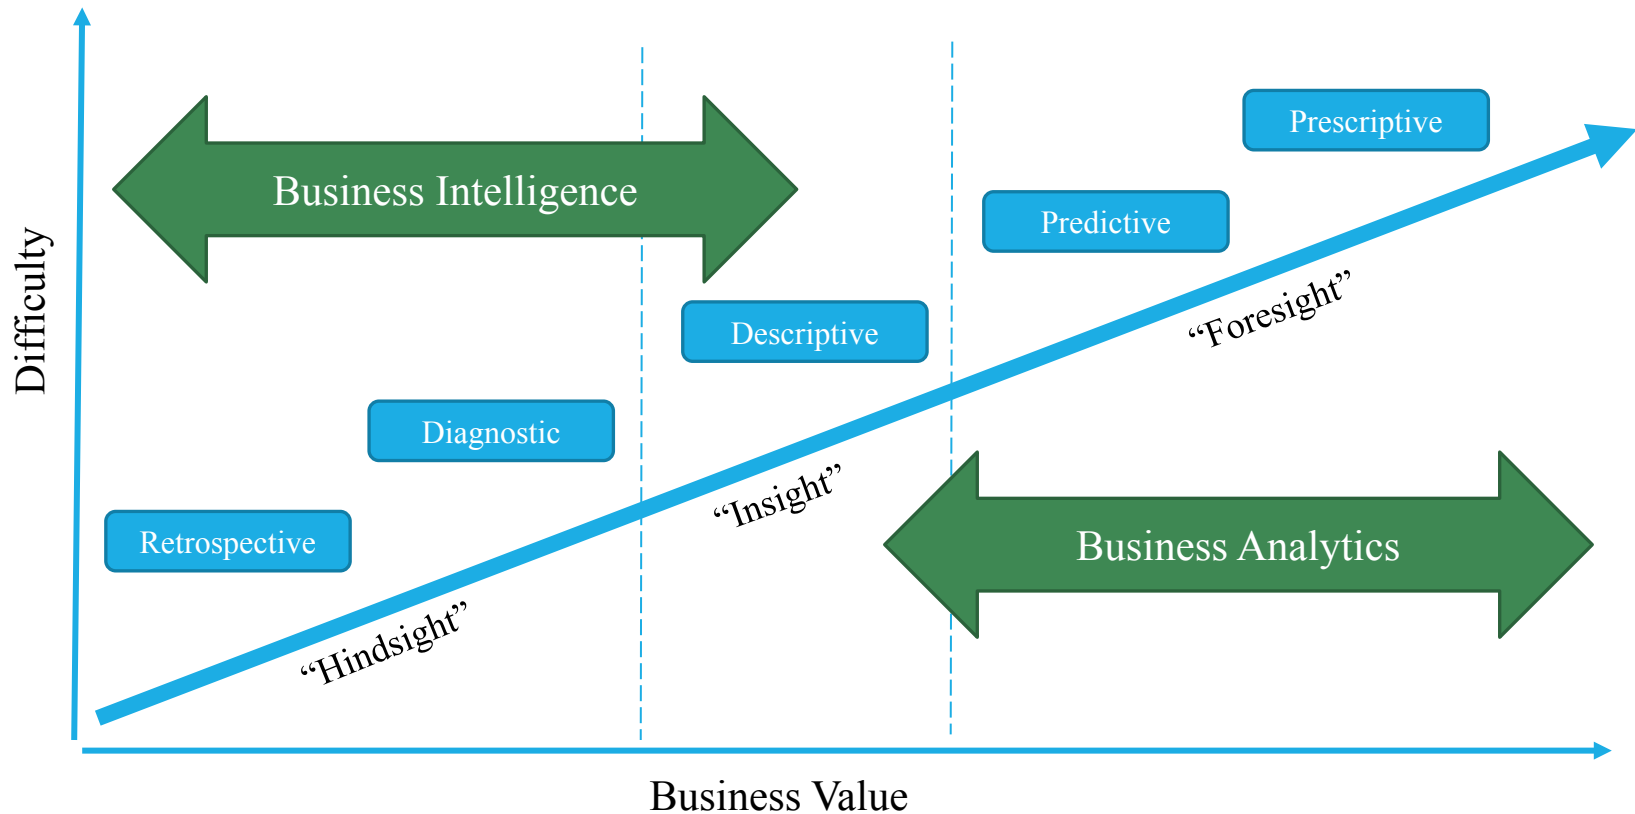 Prescriptive
Business Intelligence
Predictive
Difficulty
“Foresight”
Descriptive
Diagnostic
“Insight”
Retrospective
Business Analytics
“Hindsight”
Business Value